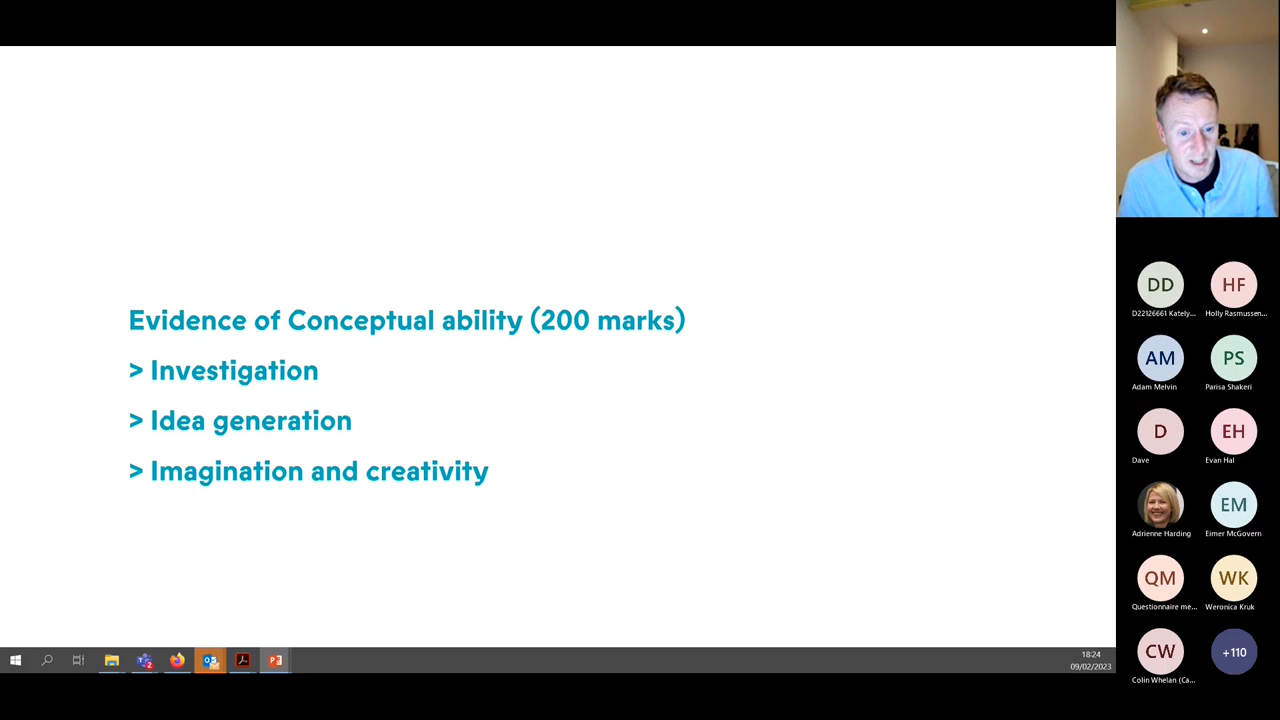 Evidence of Conceptual ability (200 marks)
> Investigation
> Idea generation
> Imagination and creativity
DD
HF
D22126661 Kately...
Holly Rasmussen...
AM
PS
Adam Melvin
Parisa Shakeri
D
EH
Dave
Evan Hal
EM
Adrienne Harding
Eimer McGovern
QM
WK
Questionnaire me...
Weronica Kruk
CW
+110
Colin Whelan (Ca...
18:24
09/02/2023